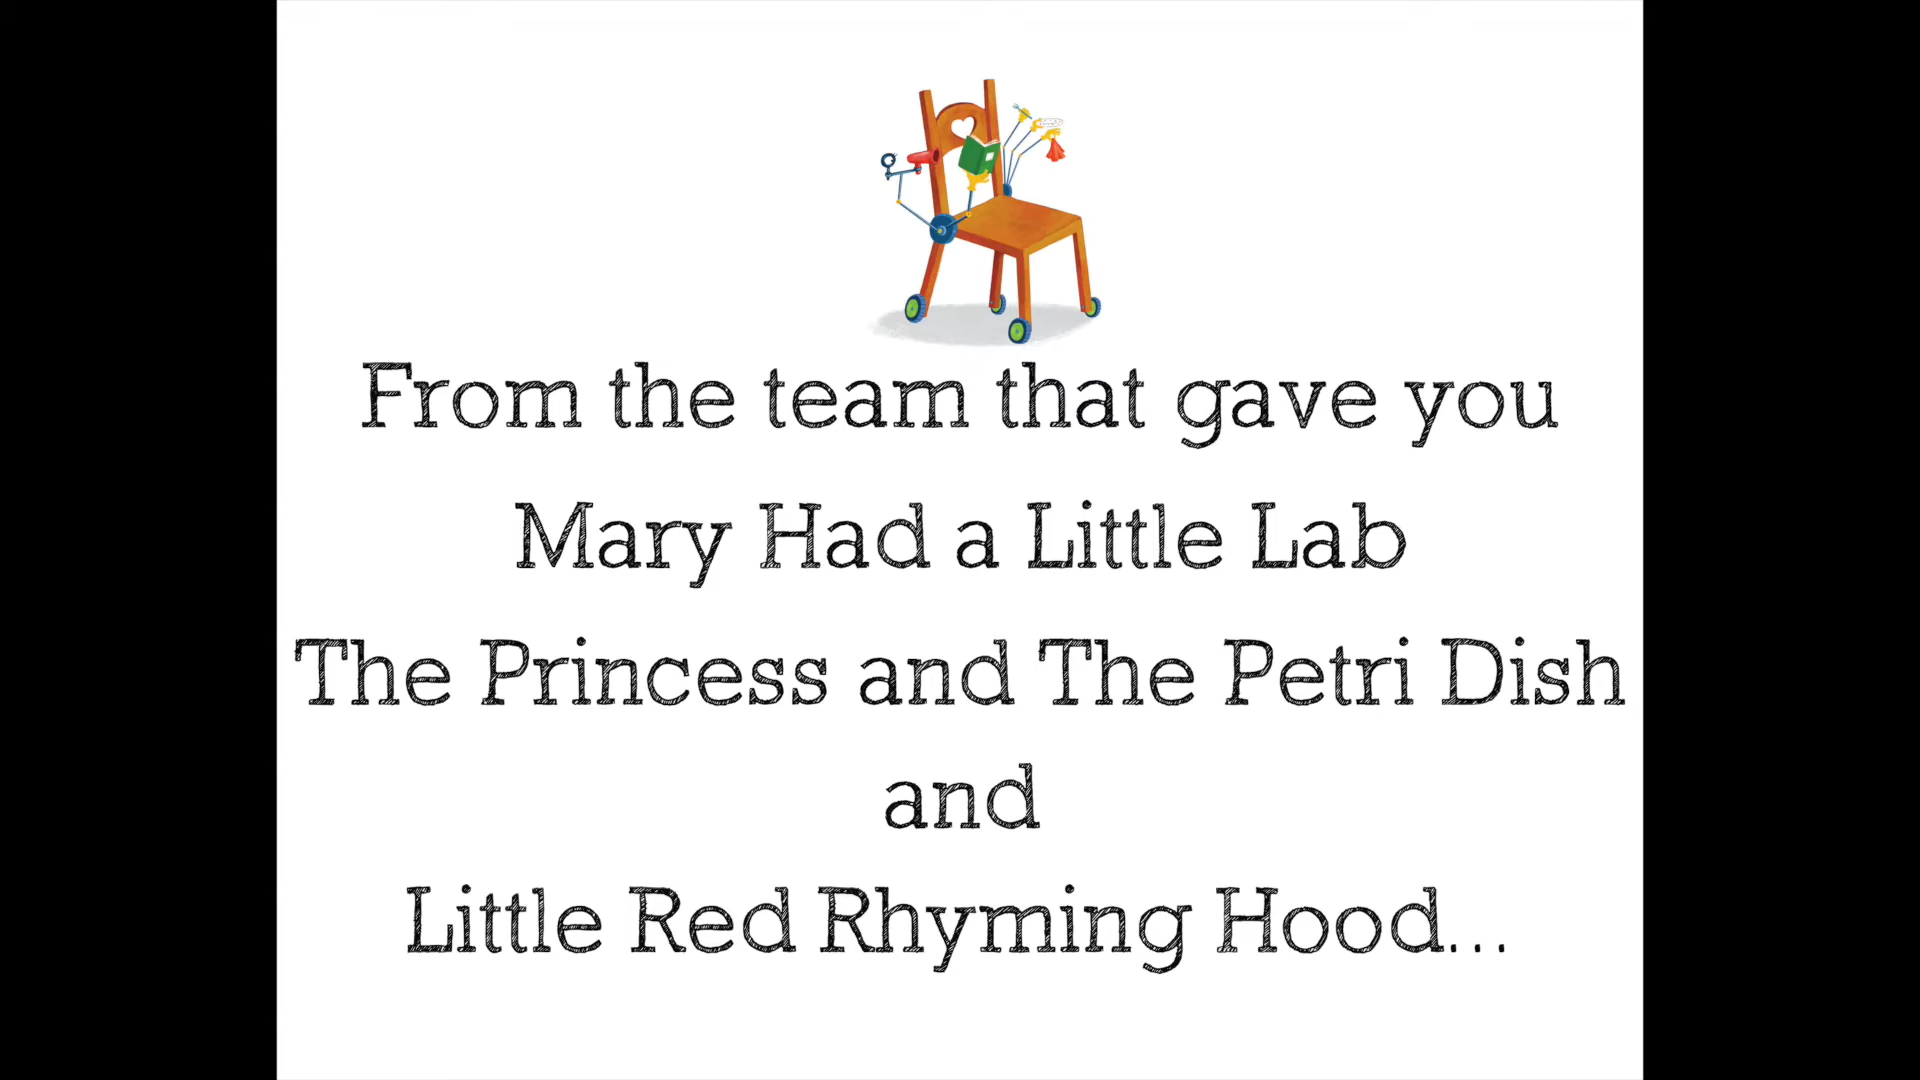 From the team that gave you
Mary Had a Little Lab
The Princess and The Petri Dish
and
Little Red Rhyming Hood...